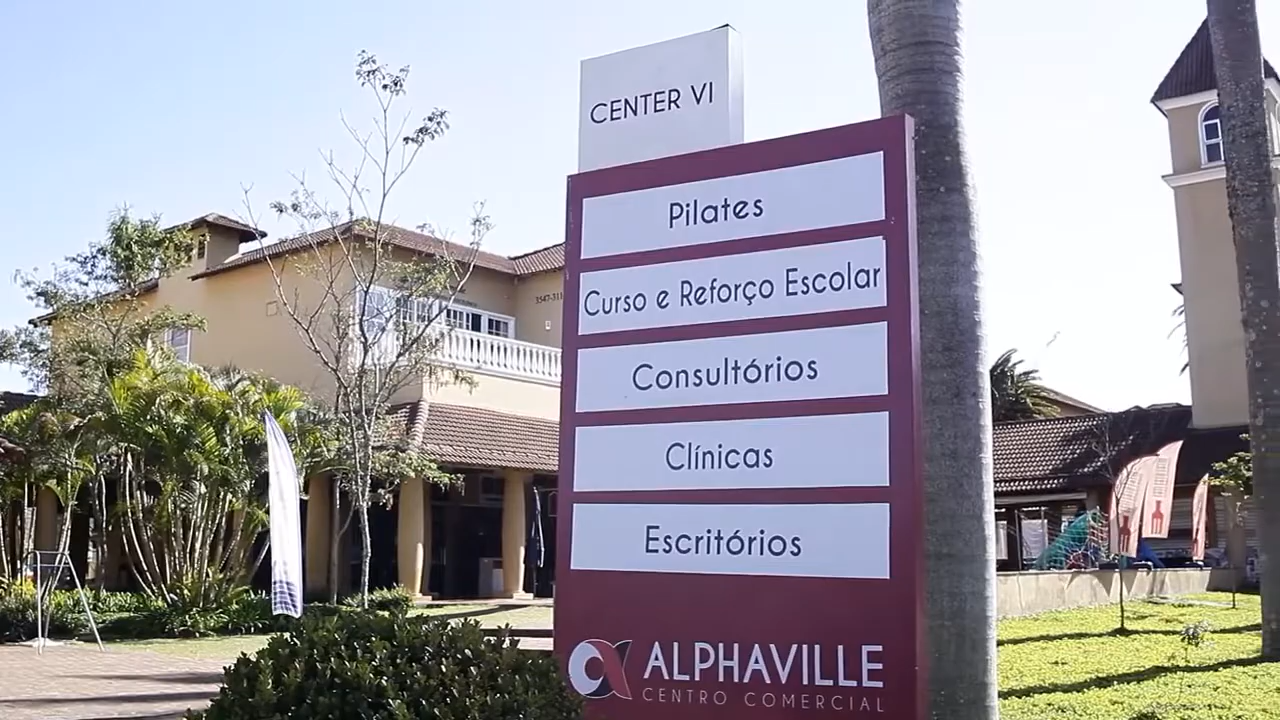 CENTER VI
Pilates
Curso e Reforço Escolar
Consultórios
Clínicas
Escritórios
ALPHAVILLE
CENTRO COMERCIAL